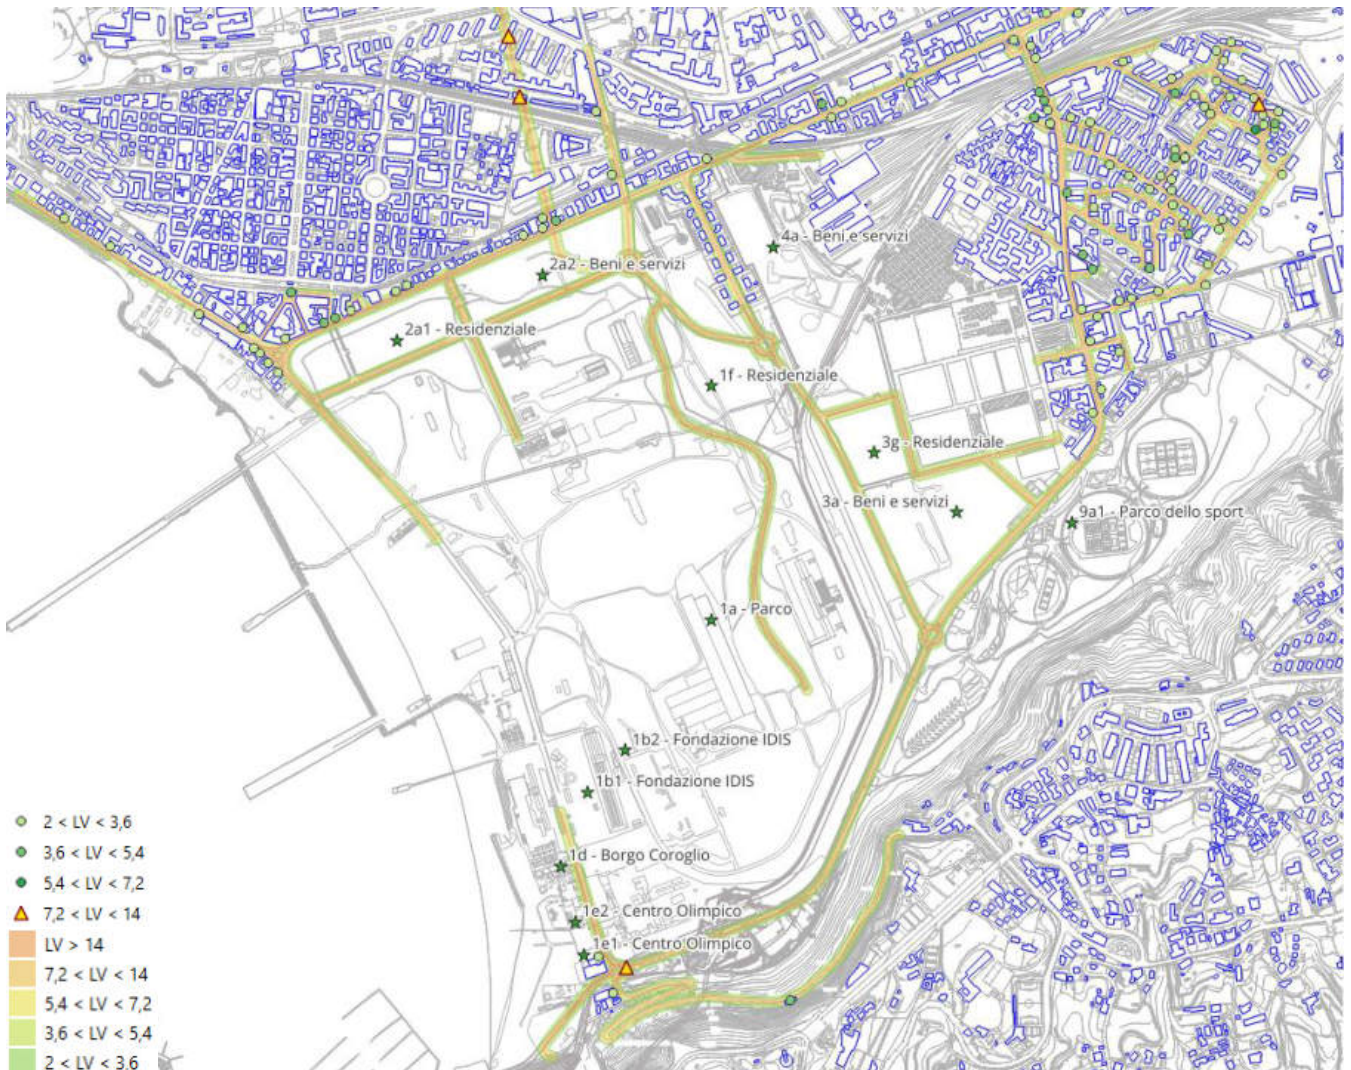 4a - Beni e servizi
2a2 - Beni e servizi
2a1 - Residenziale
1f - Residenziale
3g - Residenziale
3a - Beni e servizi
9a1 - Parco dello sport
1a - Parco
1b2 - Fondazione IDIS
1b1 - Fondazione IDIS
1d - Borgo Coroglio
1e2 - Centro Olimpico
1e1 - Centro Olimpico
2 < LV < 3,6
3,6 < LV < 5,4
5,4 < LV < 7,2
7,2 < LV < 14
LV > 14
7,2 < LV < 14
5,4 < LV < 7,2
3,6 < LV < 5,4
2 < LV < 3,6